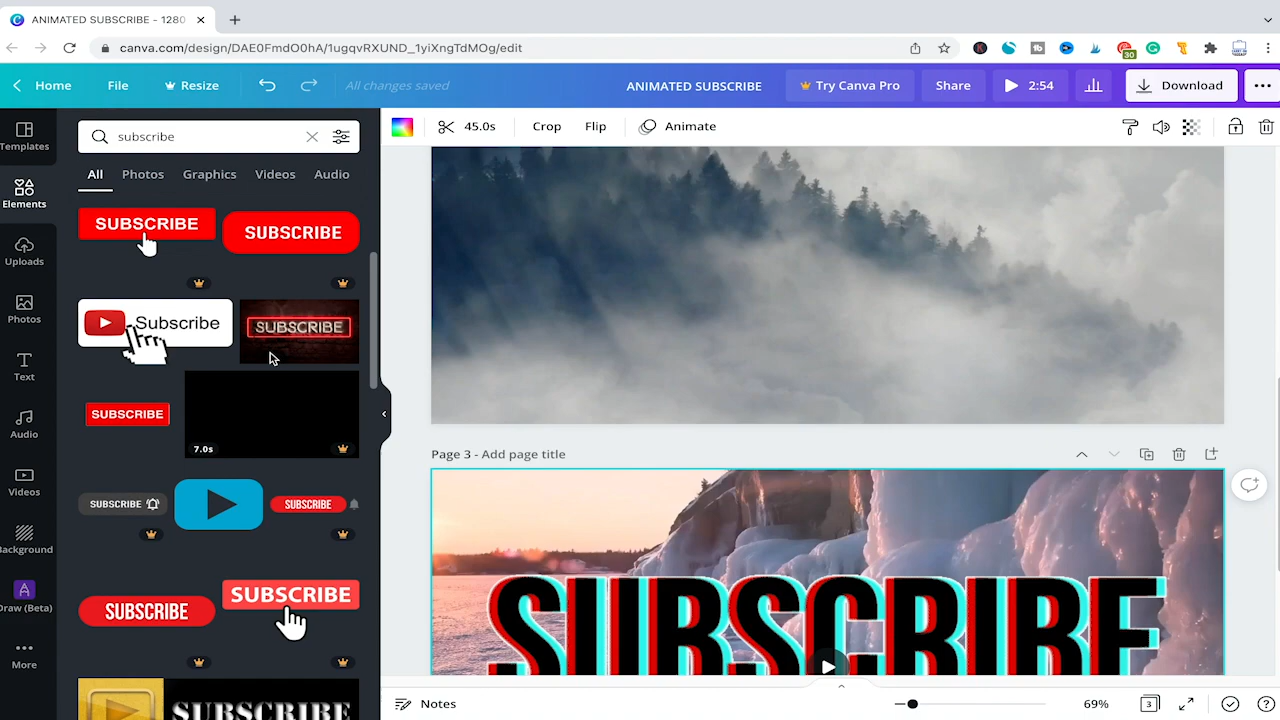 ANIMATED SUBSCRIBE - 1280
canva.com/design/DAE0FmdO0hA/1ugqvRXUND_1yiXngTdMOg/edit
30
Home
File
Resize
All changes saved
ANIMATED SUBSCRIBE
Try Canva Pro
Share
2:54
Download
Templates
Elements
Uploads
Photos
Text
Audio
Videos
Background
Draw (Beta)
More
subscribe
All
Photos
Graphics
Videos
Audio
SUBSCRIBE
SUBSCRIBE
Subscribe
SUBSCRIBE
SUBSCRIBE
7.0s
SUBSCRIBE
SUBSCRIBE
SUBSCRIBE
SUBSCRIBE
SUBSCRIBE
45.0s
Crop
Flip
Animate
Page 3 - Add page title
SUBSCRIBE
Notes
69%
3